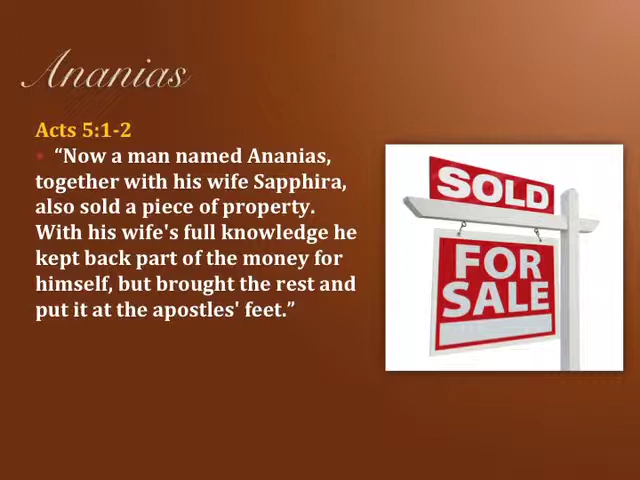 Ananias
Acts 5:1-2
• “Now a man named Ananias,
together with his wife Sapphira,
also sold a piece of property.
With his wife's full knowledge he
kept back part of the money for
himself, but brought the rest and
put it at the apostles' feet.”
SOLD
FOR
SALE